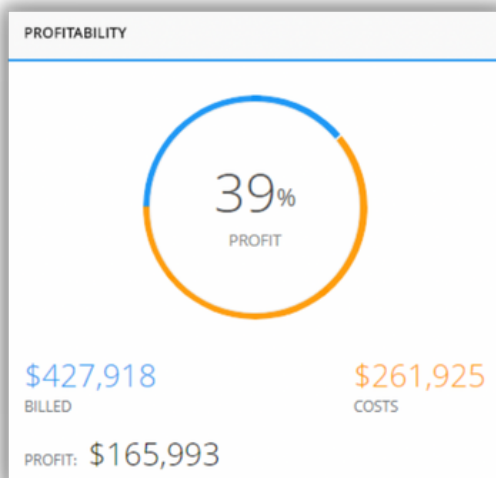 PROFITABILITY
39%
PROFIT
$427,918 $261,925
BILLED COSTS
PROFIT: $165,993